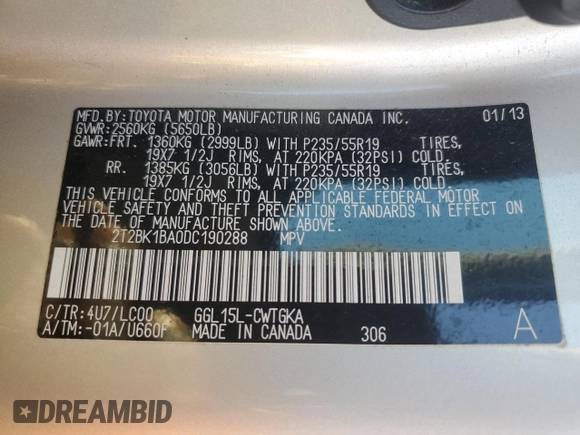 MFD.BY:TOYOTA MOTOR MANUFACTURING CANADA INC. 01/13
GVWR:2560KG (5650LB)
GAWR:FRT. 1360KG (2999LB) WITH P235/55R19 TIRES,
19X7 1/2J RIMS, AT 220KPA (32PSI) COLD.
RR. 1385KG (3056LB) WITH P235/55R19 TIRES,
19X7 1/2J RIMS, AT 220KPA (32PSI) COLD.
THIS VEHICLE CONFORMS TO ALL APPLICABLE FEDERAL MOTOR
VEHICLE SAFETY AND THEFT PREVENTION STANDARDS IN EFFECT ON
THE DATE OF MANUFACTURE SHOWN ABOVE.
2T2BK1BA0DC190288 MPV
C/TR:4U7/LC00 GGL15L-CWTGKA
A/TM:-01A/U660F MADE IN CANADA 306 A
DREAMBID